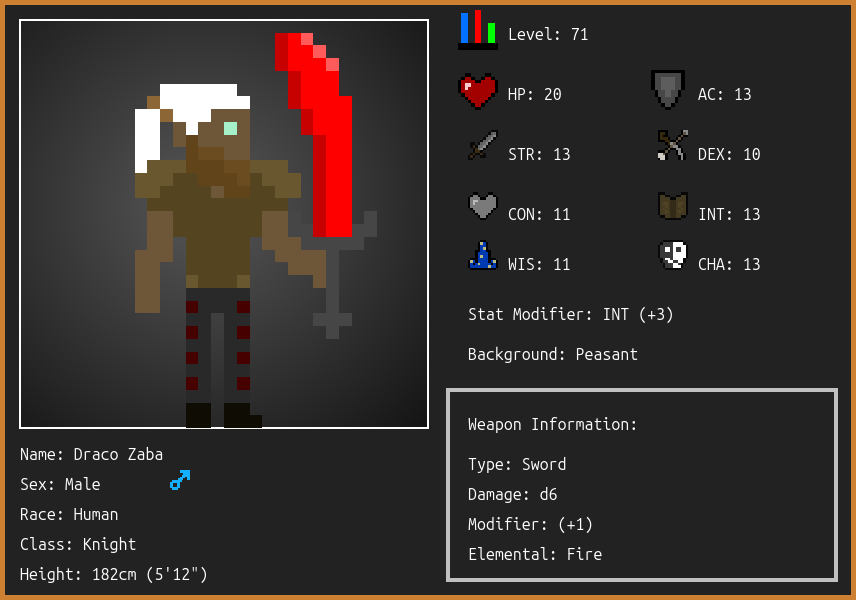 Level: 71
HP: 20
AC: 13
STR: 13
DEX: 10
CON: 11
INT: 13
WIS: 11
CHA: 13
Stat Modifier: INT (+3)
Background: Peasant
Weapon Information:
Type: Sword
Damage: d6
Modifier: (+1)
Elemental: Fire
Name: Draco Zaba
Sex: Male
Race: Human
Class: Knight
Height: 182cm (5'12")